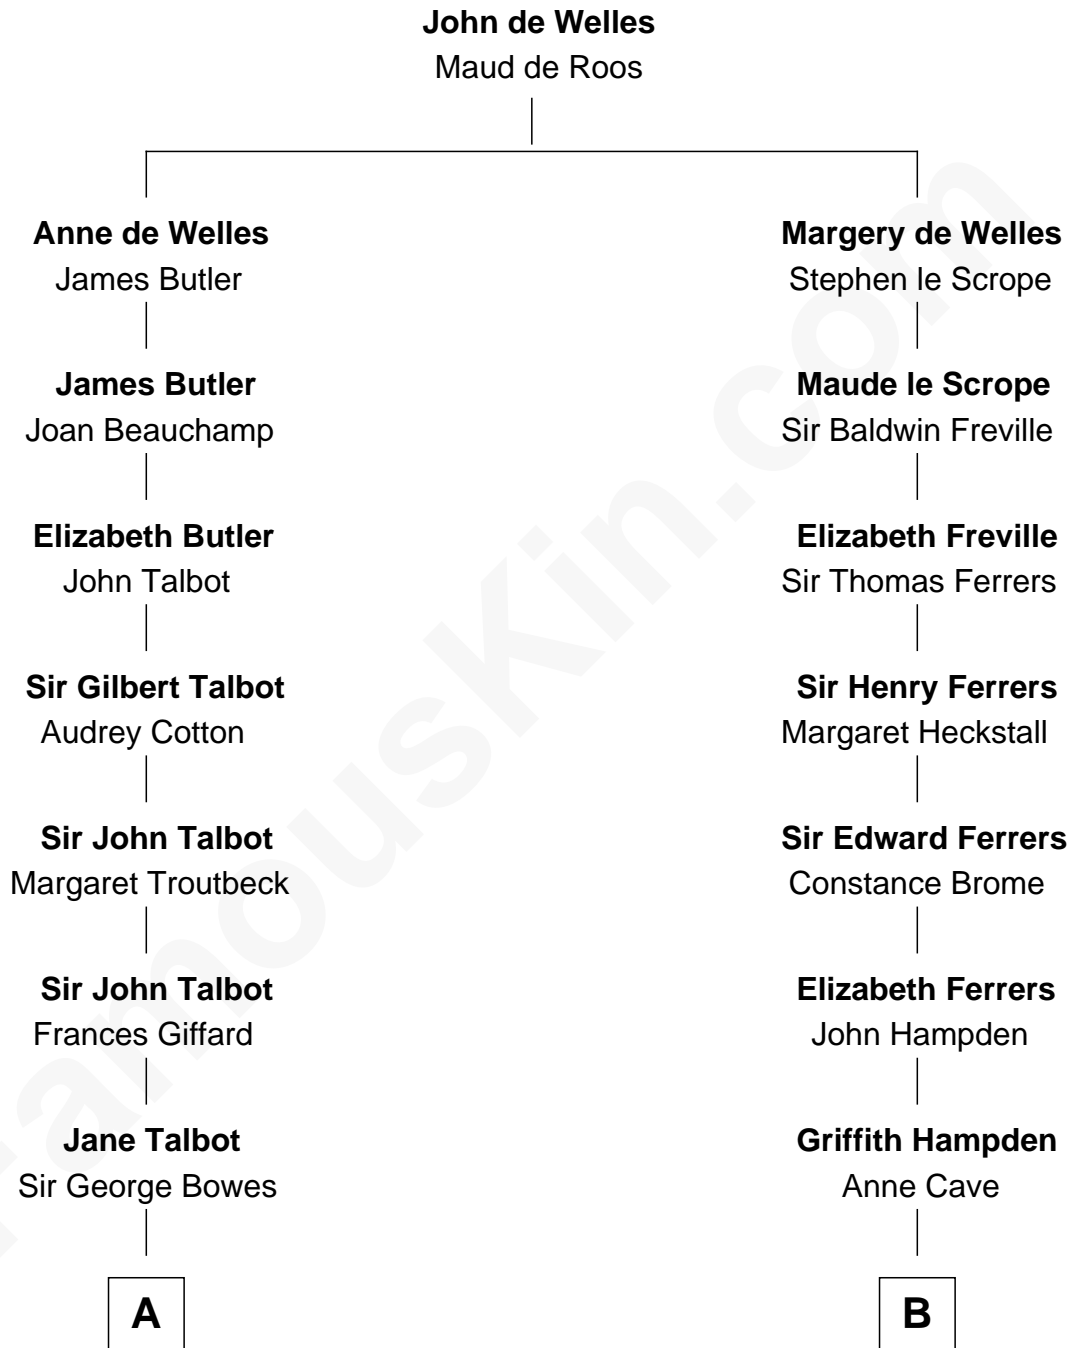 John de Welles
Maud de Roos
Anne de Welles
James Butler
Margery de Welles
Stephen le Scrope
James Butler
Joan Beauchamp
Maude le Scrope
Sir Baldwin Freville
Elizabeth Butler
John Talbot
Elizabeth Freville
Sir Thomas Ferrers
Sir Gilbert Talbot
Audrey Cotton
Sir Henry Ferrers
Margaret Heckstall
Sir John Talbot
Margaret Troutbeck
Sir Edward Ferrers
Constance Brome
Sir John Talbot
Frances Giffard
Elizabeth Ferrers
John Hampden
Jane Talbot
Sir George Bowes
Griffith Hampden
Anne Cave
A
B
FamousKin.com